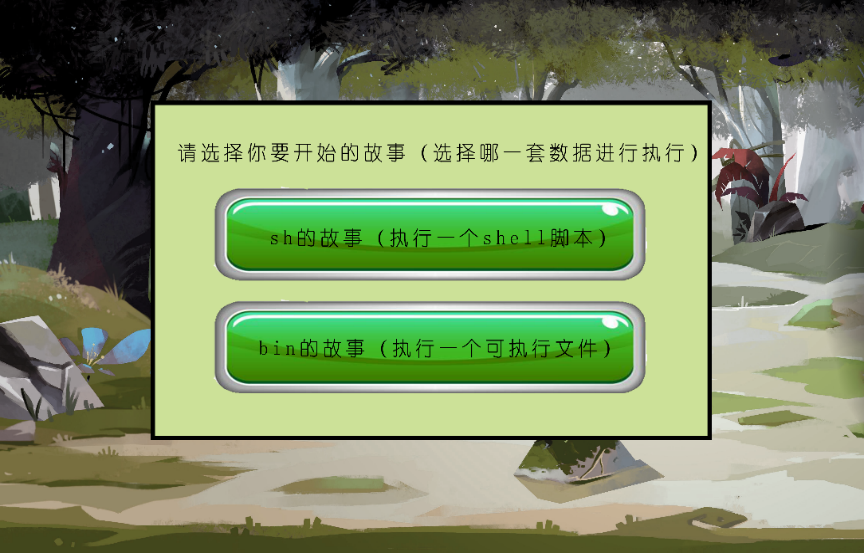 请选择你要开始的故事（选择哪一套数据进行执行）
sh的故事（执行一个shell脚本）
bin的故事（执行一个可执行文件）